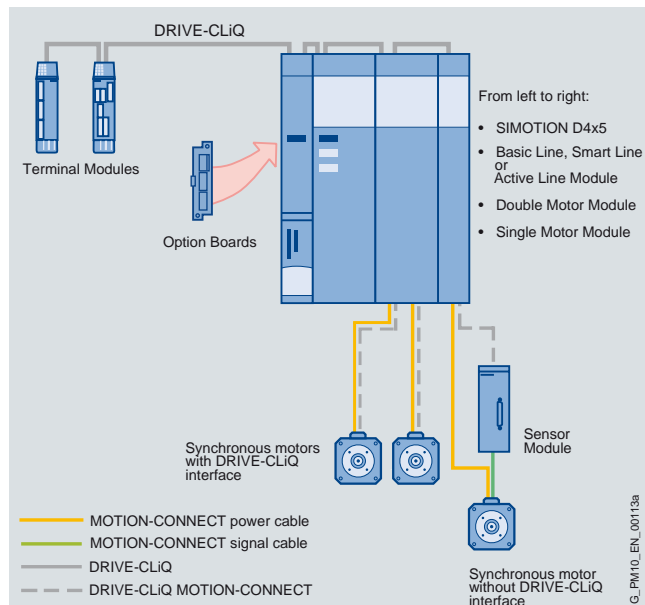 DRIVE-CLiQ
Terminal Modules
Option Boards
From left to right:
• SIMOTION D4x5
• Basic Line, Smart Line
or
Active Line Module
• Double Motor Module
• Single Motor Module
Sensor
Module
Synchronous motors
with DRIVE-CLiQ
interface
MOTION-CONNECT power cable
MOTION-CONNECT signal cable
DRIVE-CLiQ
DRIVE-CLiQ MOTION-CONNECT
Synchronous motor
without DRIVE-CLiQ
interface
G_PM10_EN_00113a